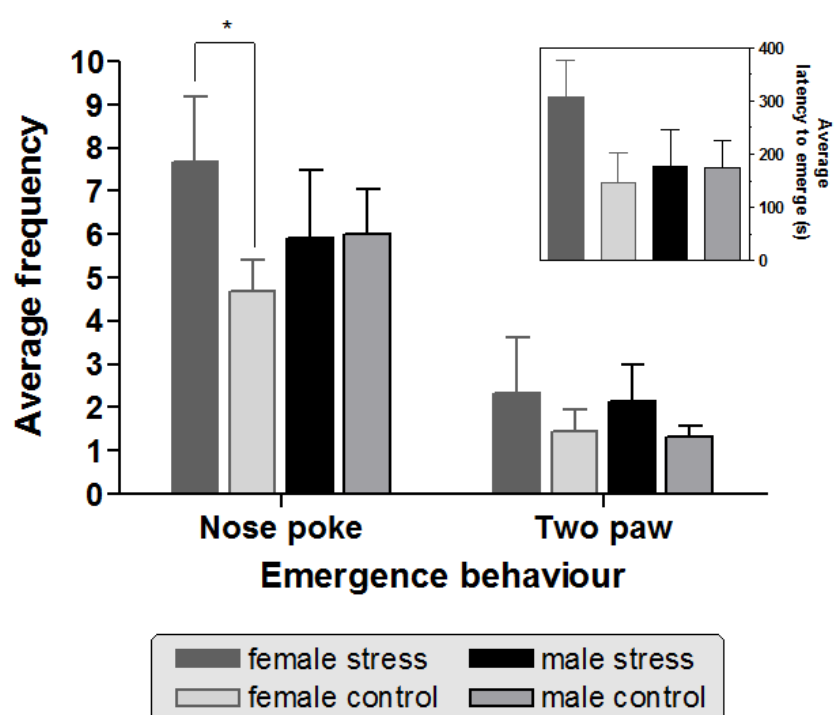 *
10
9
8
7
6
5
4
3
2
1
0
Average frequency
400
300
200
100
0
Average
latency to emerge (s)
Nose poke Two paw
Emergence behaviour
female stress male stress
female control male control